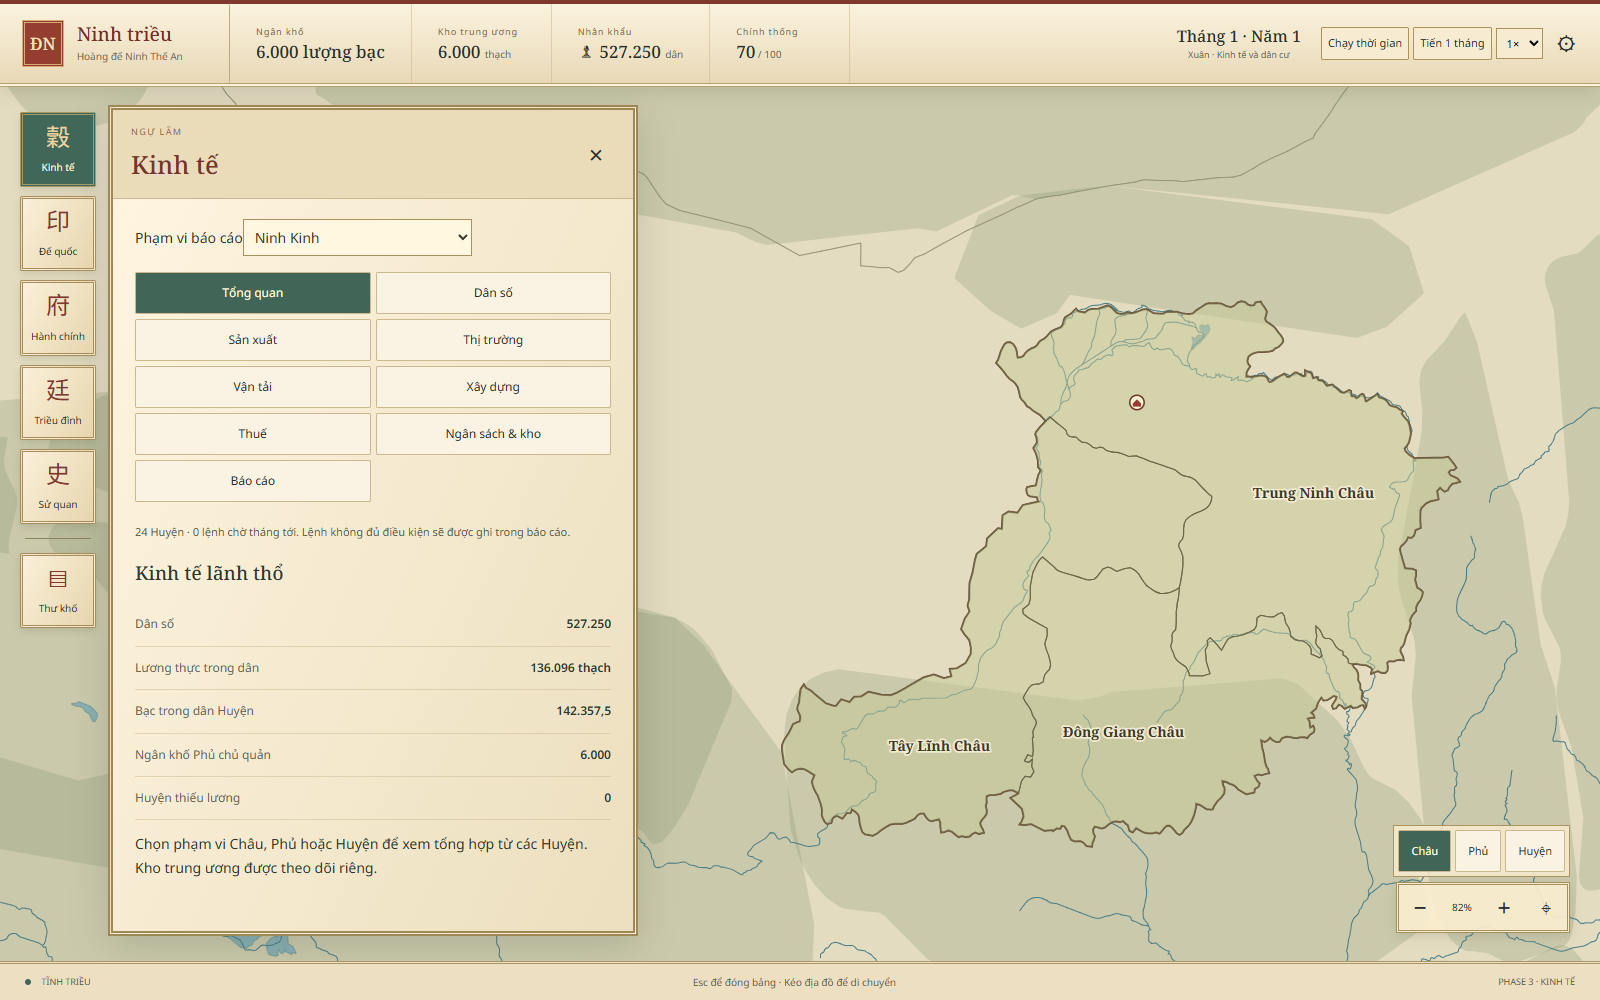 ĐN
Ninh triều
Hoàng đế Ninh Thế An
Ngân khố
6.000 lượng bạc
Kho trung ương
6.000 thạch
Nhân khẩu
527.250 dân
Chính thống
70 / 100
Tháng 1 · Năm 1
Xuân · Kinh tế và dân cư
Chạy thời gian
Tiến 1 tháng
1×
穀
Kinh tế
印
Đế quốc
府
Hành chính
廷
Triều đình
史
Sử quan
▤
Thư khố
NGỰ LÃM
Kinh tế
✕
Phạm vi báo cáo
Ninh Kinh
Tổng quan
Dân số
Sản xuất
Thị trường
Vận tải
Xây dựng
Thuế
Ngân sách & kho
Báo cáo
24 Huyện · 0 lệnh chờ tháng tới. Lệnh không đủ điều kiện sẽ được ghi trong báo cáo.
Kinh tế lãnh thổ
Dân số 527.250
Lương thực trong dân 136.096 thạch
Bạc trong dân Huyện 142.357,5
Ngân khố Phủ chủ quản 6.000
Huyện thiếu lương 0
Chọn phạm vi Châu, Phủ hoặc Huyện để xem tổng hợp từ các Huyện.
Kho trung ương được theo dõi riêng.
Trung Ninh Châu
Đông Giang Châu
Tây Lĩnh Châu
Châu
Phủ
Huyện
− 82% + ⌖
TĨNH TRIỀU
Esc để đóng bảng · Kéo địa đồ để di chuyển
PHASE 3 · KINH TẾ